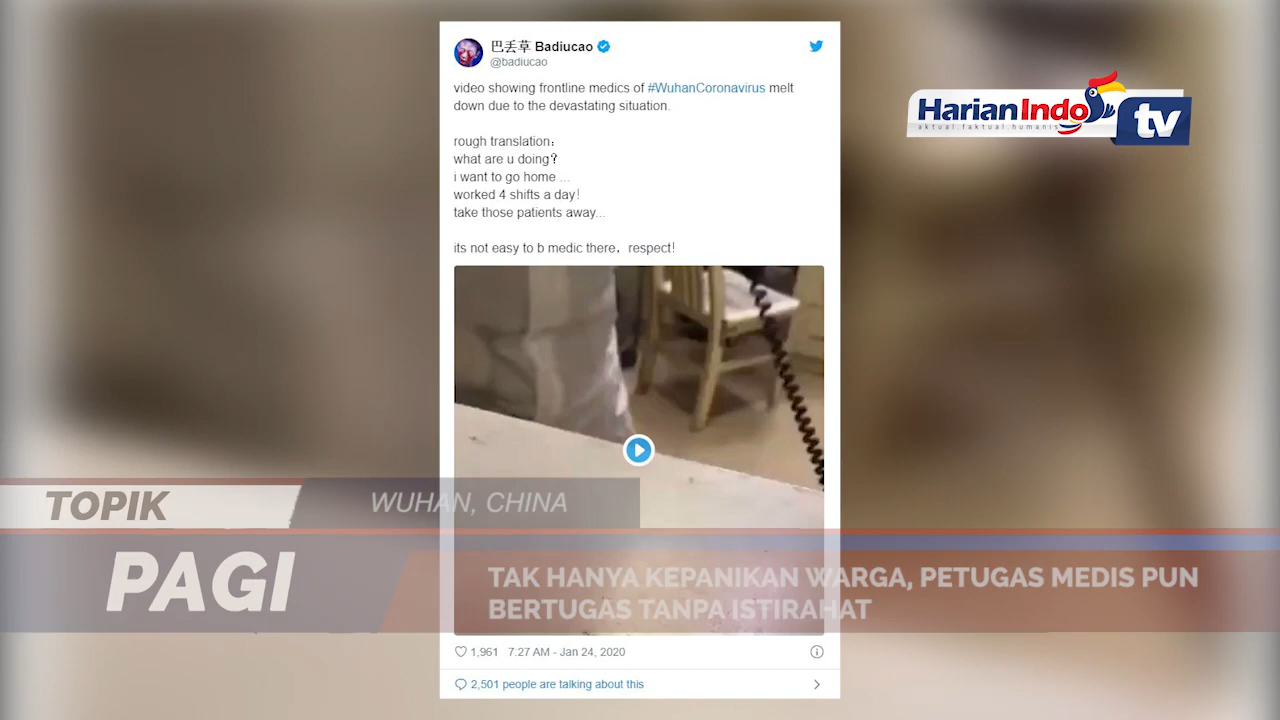 巴丢草 Badiucao
@badiucao
video showing frontline medics of #WuhanCoronavirus melt
down due to the devastating situation.
rough translation：
what are u doing？
i want to go home ...
worked 4 shifts a day！
take those patients away...
its not easy to b medic there，respect！
HarianIndo tv
aktual.faktual.humanis
TOPIK
WUHAN, CHINA
PAGI
TAK HANYA KEPANIKAN WARGA, PETUGAS MEDIS PUN
BERTUGAS TANPA ISTIRAHAT
1,961 7:27 AM - Jan 24, 2020
2,501 people are talking about this